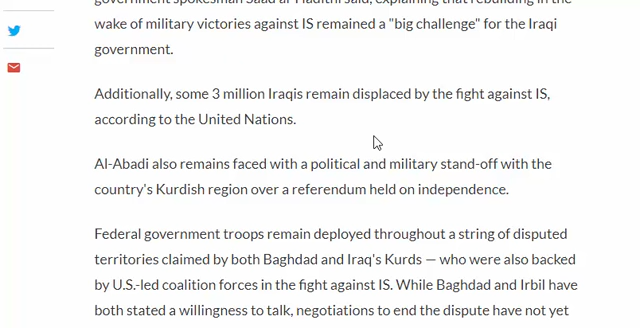 government spokesman Saad al-Hadithi said, explaining that rebuilding in the
wake of military victories against IS remained a "big challenge" for the Iraqi
government.
Additionally, some 3 million Iraqis remain displaced by the fight against IS,
according to the United Nations.
Al-Abadi also remains faced with a political and military stand-off with the
country's Kurdish region over a referendum held on independence.
Federal government troops remain deployed throughout a string of disputed
territories claimed by both Baghdad and Iraq's Kurds — who were also backed
by U.S.-led coalition forces in the fight against IS. While Baghdad and Irbil have
both stated a willingness to talk, negotiations to end the dispute have not yet